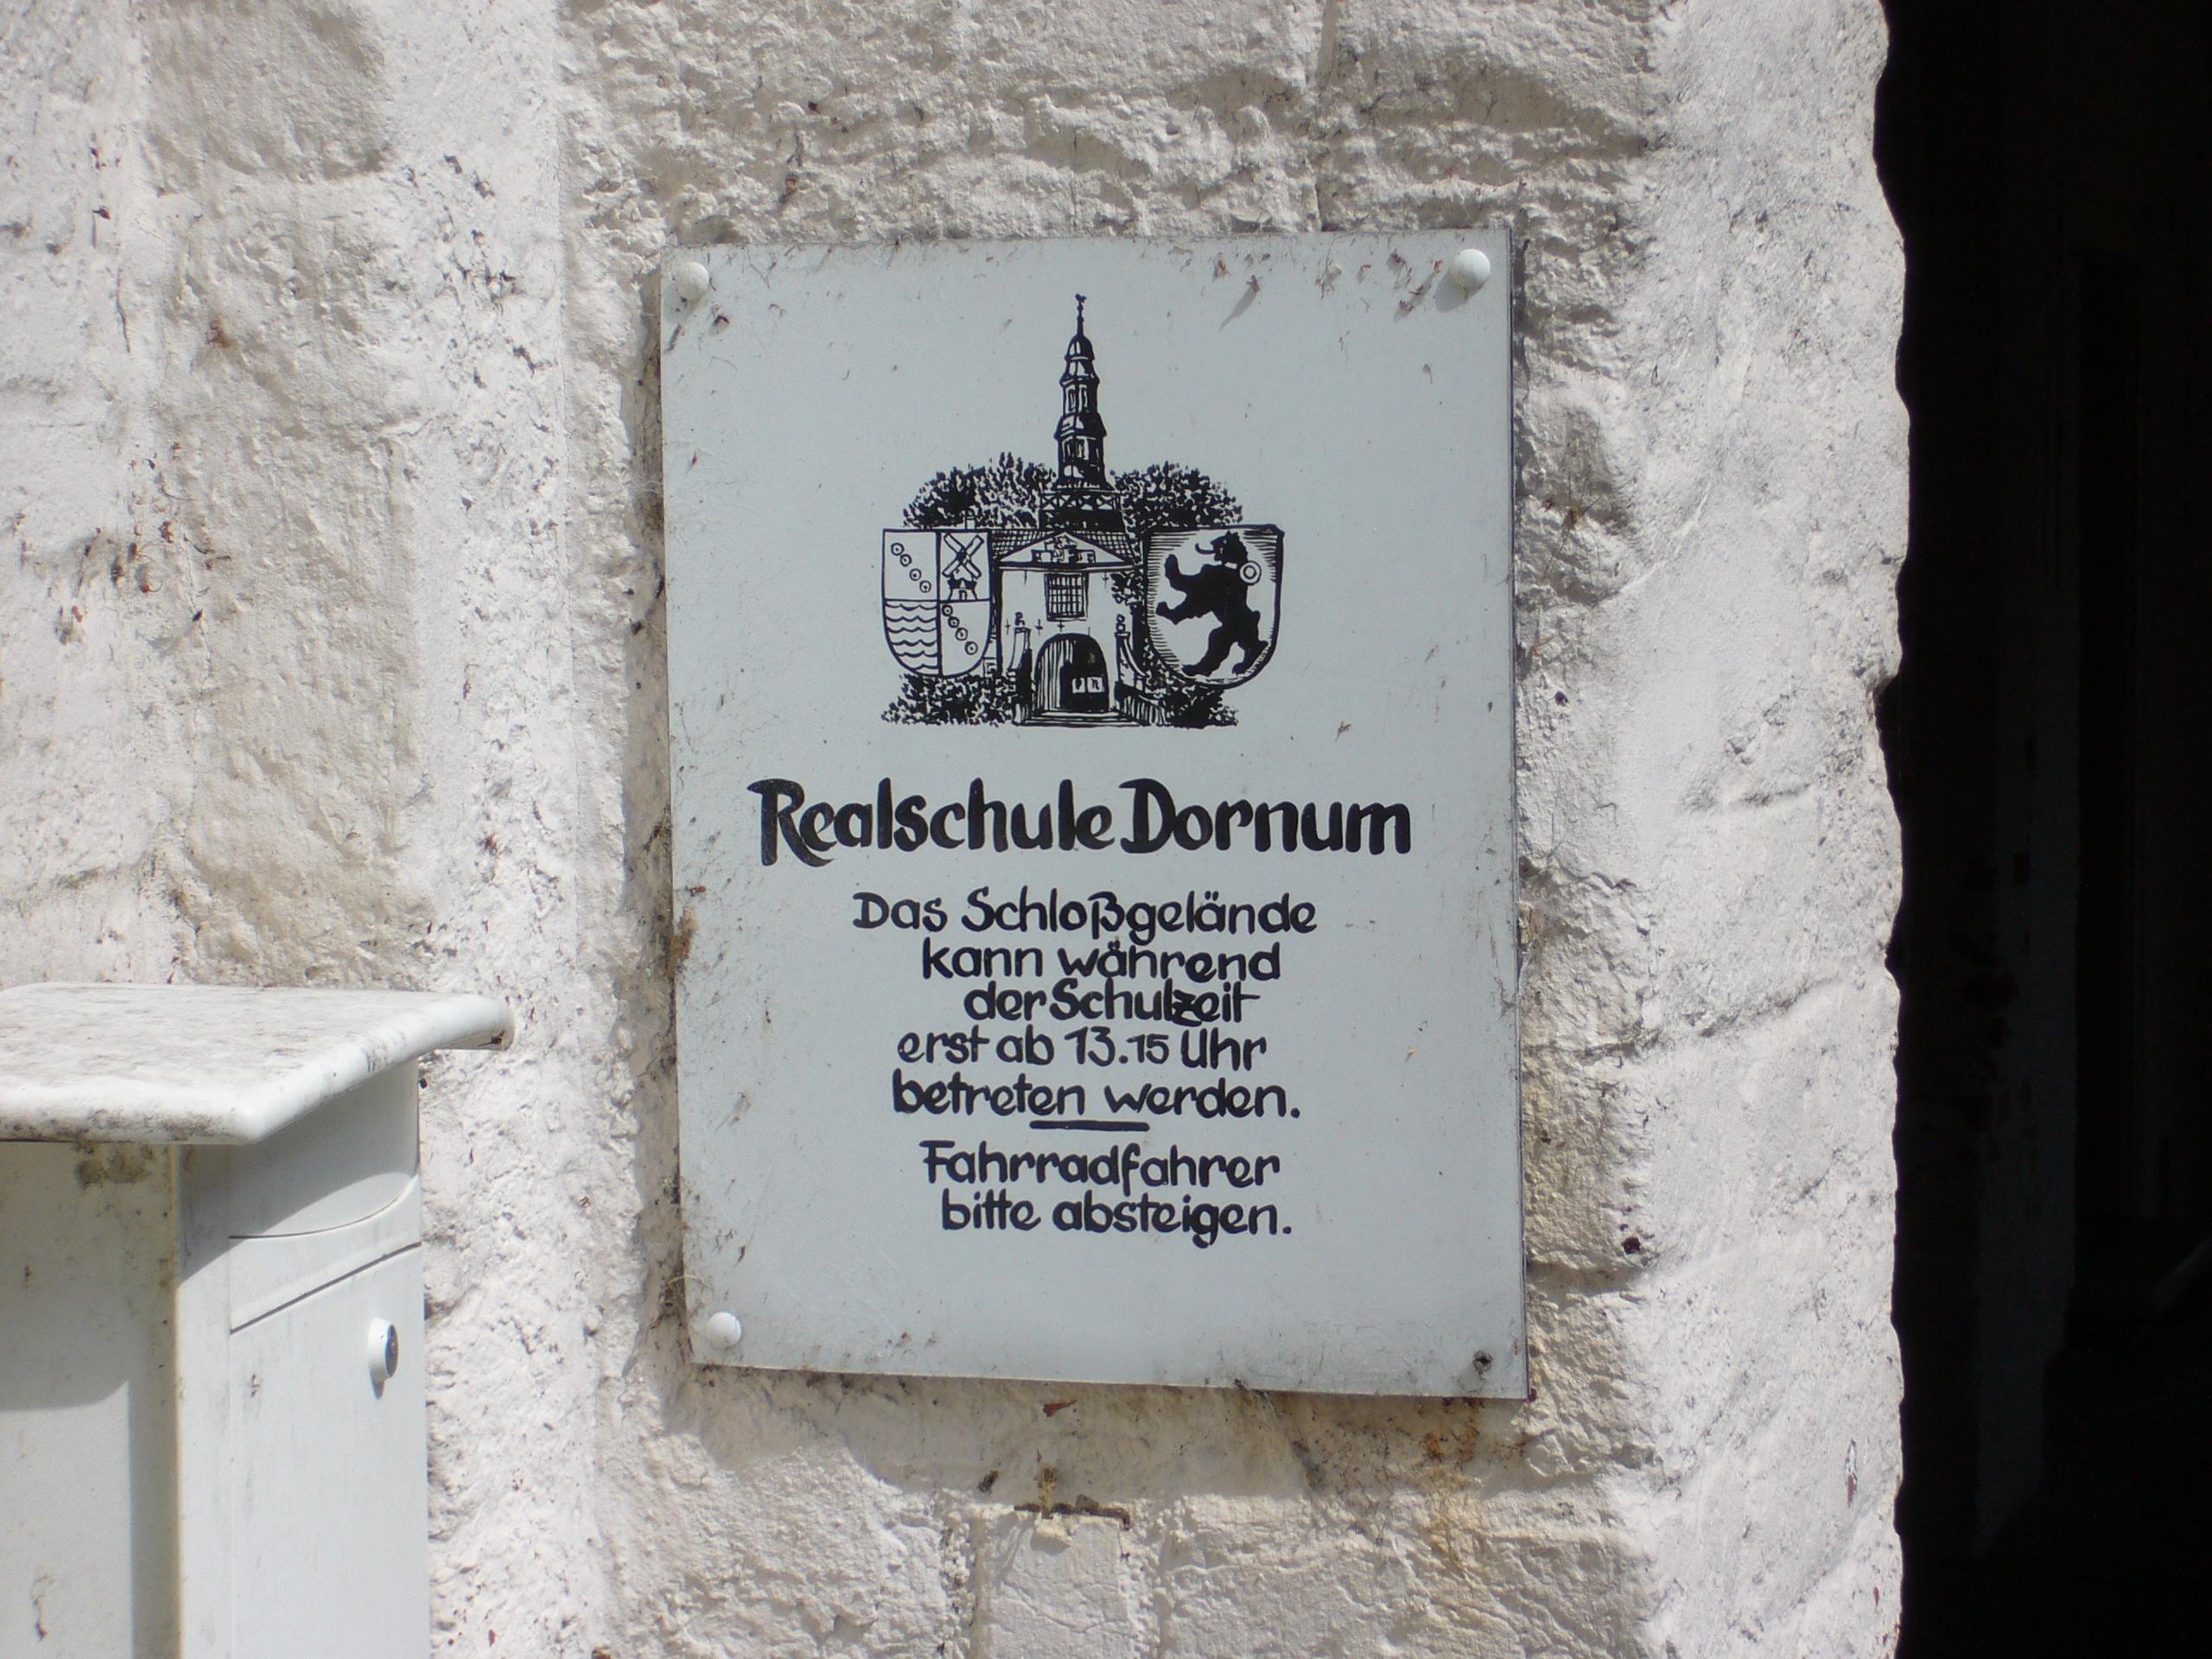 Realschule Dornum
Das Schloßgelände
kann während
der Schulzeit
erst ab 13.15 Uhr
betreten werden.
Fahrradfahrer
bitte absteigen.